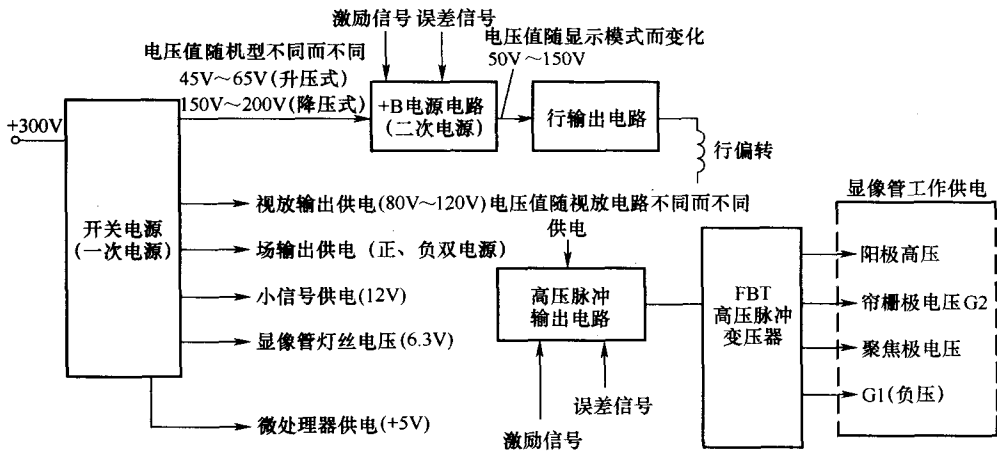 激励信号 误差信号
电压值随机型不同而不同
45V～65V(升压式)
150V～200V(降压式)
电压值随显示模式而变化
50V～150V
+300V
+B电源电路
(二次电源)
行输出电路
行偏转
开关电源
(一次电源)
视放输出供电(80V～120V)电压值随视放电路不同而不同
场输出供电（正、负双电源）
小信号供电(12V)
显像管灯丝电压(6.3V)
微处理器供电(+5V)
供电
高压脉冲
输出电路
误差信号
激励信号
FBT
高压脉冲
变压器
显像管工作供电
阳极高压
帘栅极电压G2
聚焦极电压
G1(负压)